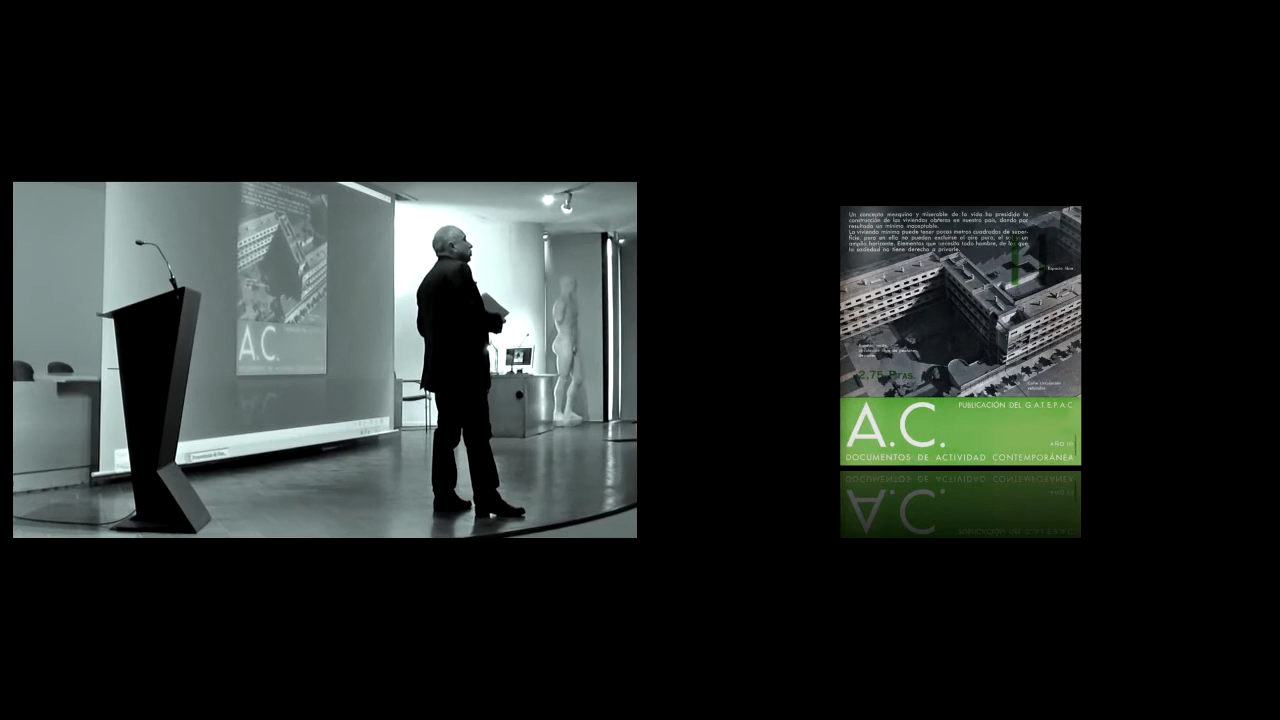 A.C.
Un concepto mezquino y miserable de la vida ha presidido la
construcción de las viviendas obreras en nuestro país, dando por
resultado un mínimo inaceptable.
La vivienda mínima puede tener pocos metros cuadrados de super-
ficie, pero en ella no pueden excluirse el aire puro, el sol y un
amplio horizonte. Elementos que necesita todo hombre, de los que
la sociedad no tiene derecho a privarle.
Espacio libre
2,75 PTAS.
A.C.
PUBLICACIÓN DEL G.A.T.E.P.A.C.
AÑO III
DOCUMENTOS DE ACTIVIDAD CONTEMPORÁNEA